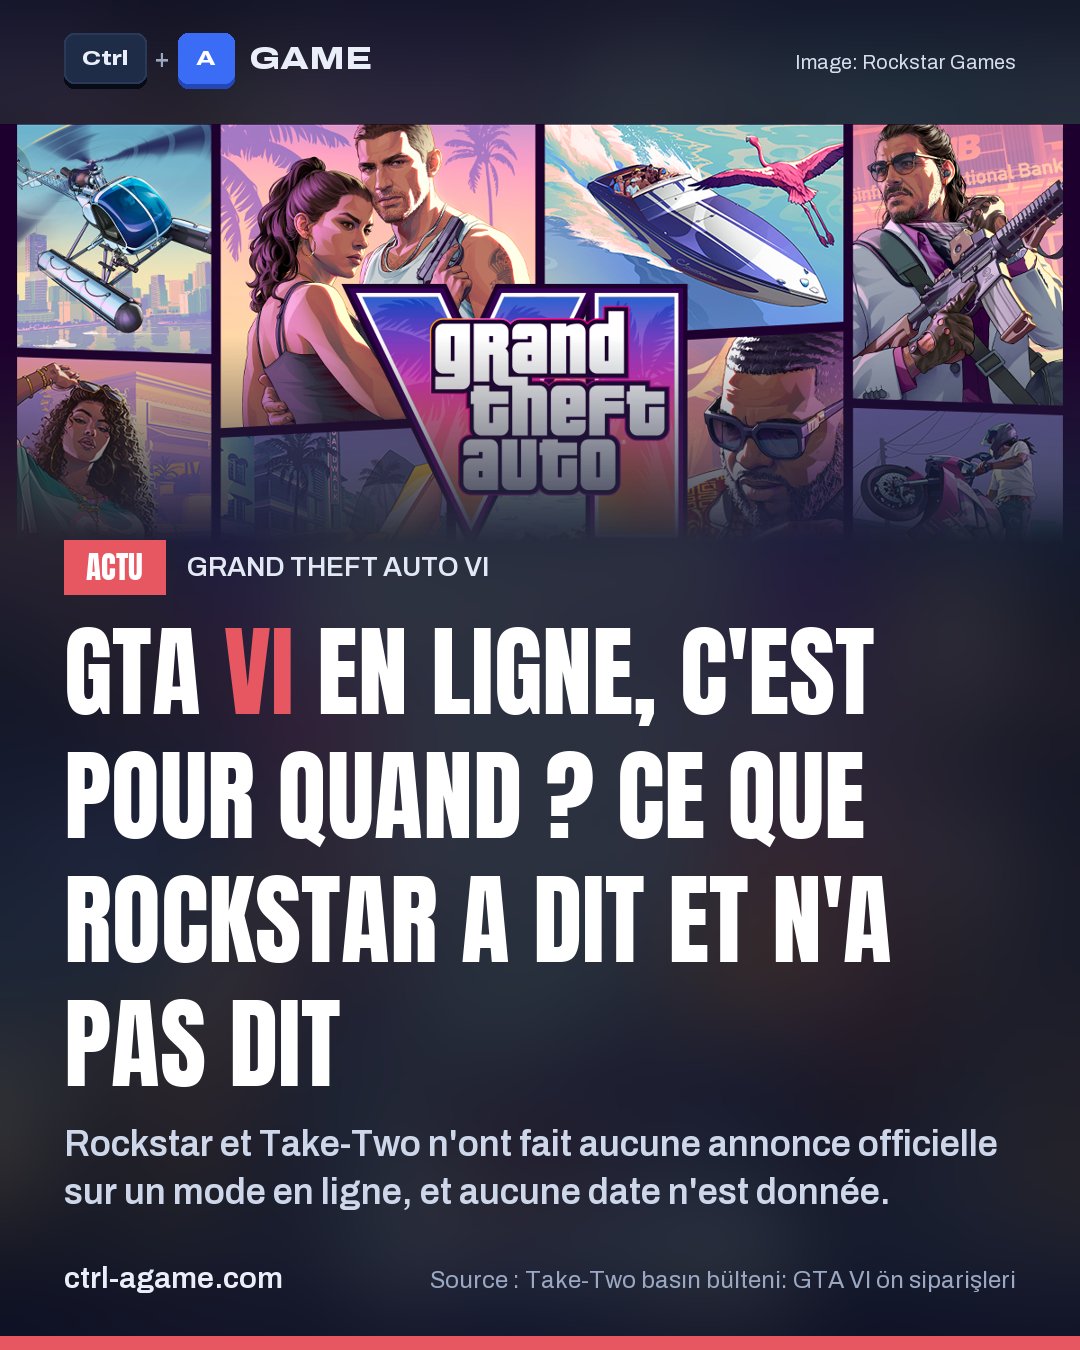 Ctrl + A GAME
Image: Rockstar Games
National Bank
VI
grand
theft
auto
ACTU GRAND THEFT AUTO VI
GTA VI EN LIGNE, C'EST
POUR QUAND ? CE QUE
ROCKSTAR A DIT ET N'A
PAS DIT
Rockstar et Take-Two n'ont fait aucune annonce officielle
sur un mode en ligne, et aucune date n'est donnée.
ctrl-agame.com
Source : Take-Two basın bülteni: GTA VI ön siparişleri